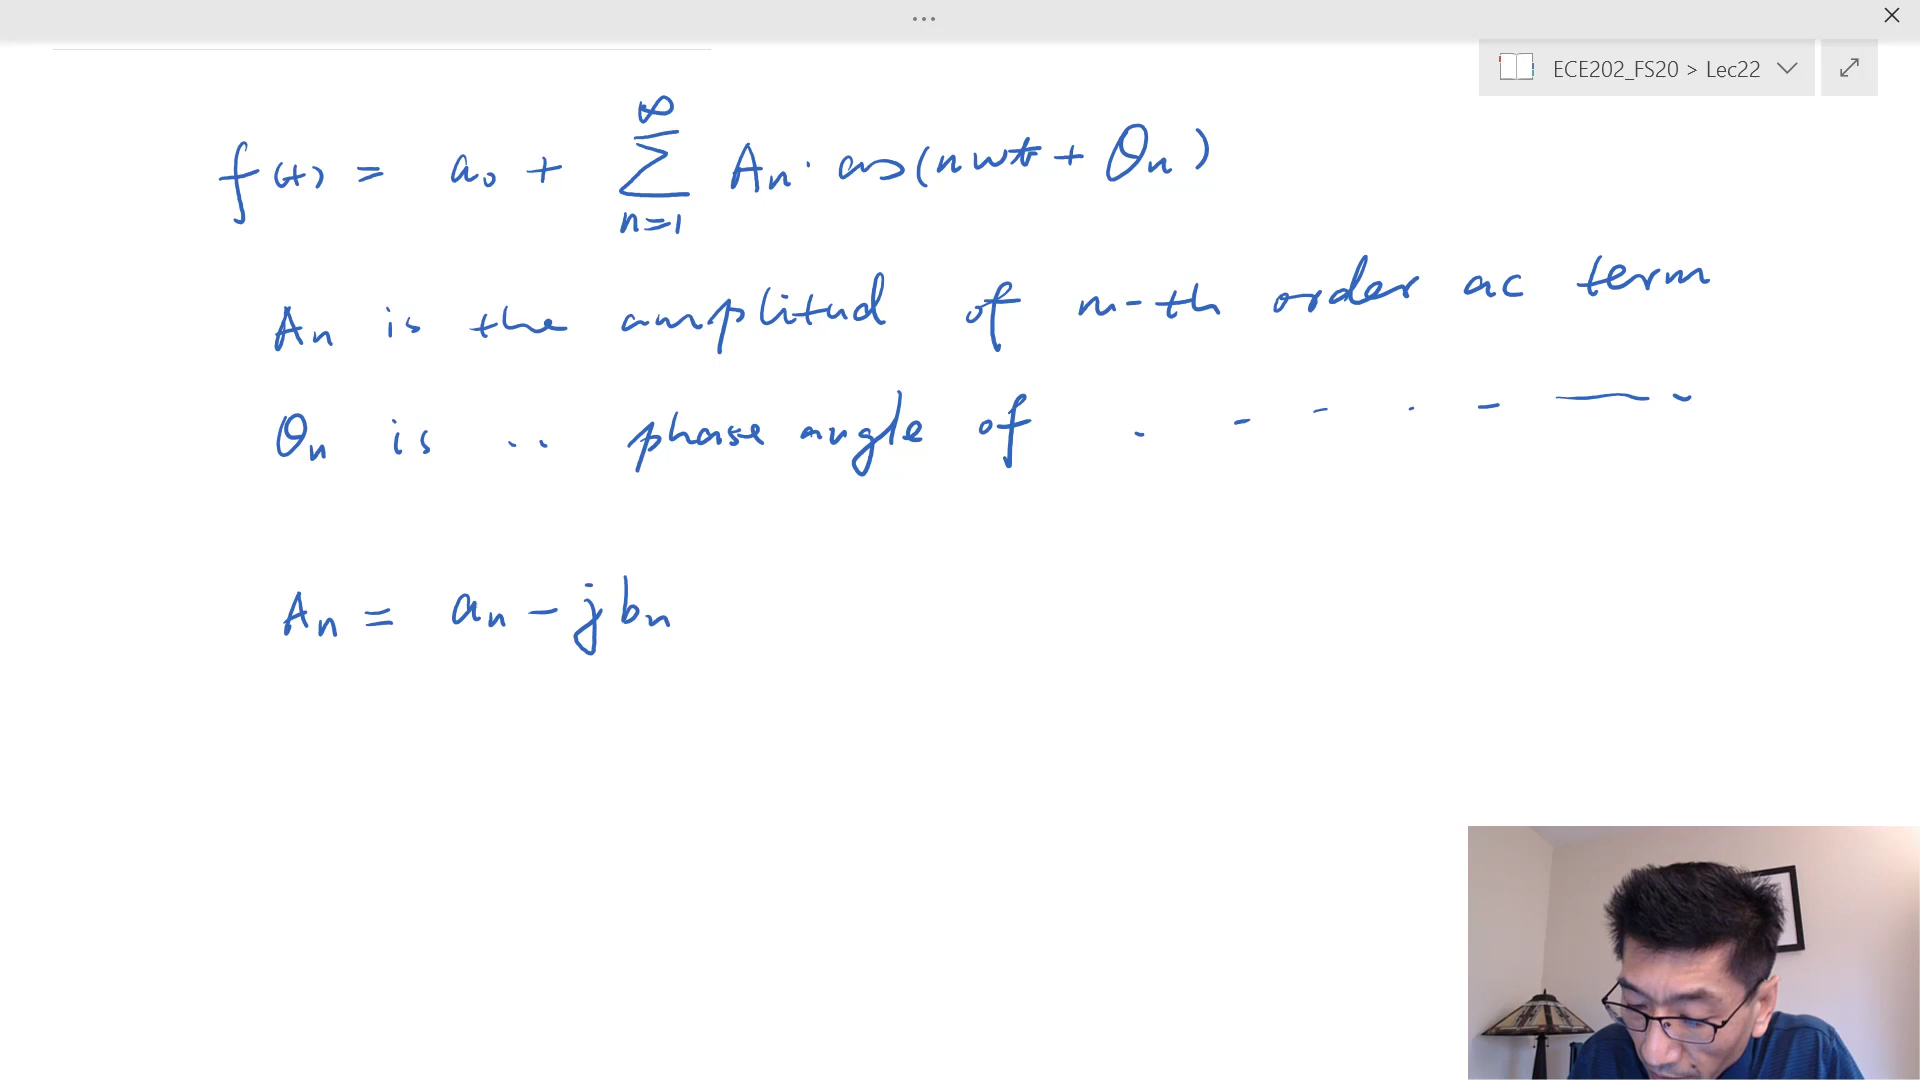 ECE202_FS20 > Lec22
f(t) = a₀ + ∑_{n=1}^{∞} Aₙ · cos(nωt + θₙ)
Aₙ is the amplitud of n-th order ac term
θₙ is .. phase angle of . - - . - — -
Aₙ = aₙ - j bₙ